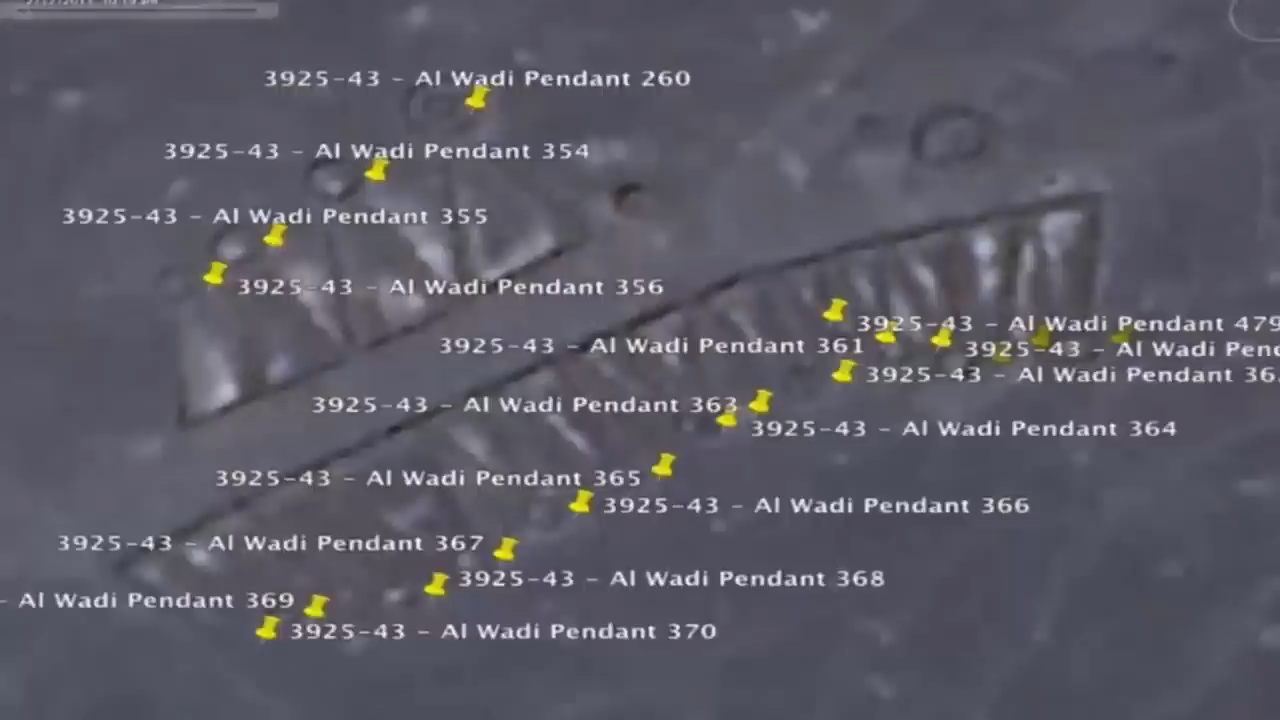 3925-43 - Al Wadi Pendant 260
3925-43 - Al Wadi Pendant 354
3925-43 - Al Wadi Pendant 355
3925-43 - Al Wadi Pendant 356
3925-43 - Al Wadi Pendant 479
3925-43 - Al Wadi Pendant 361
3925-43 - Al Wadi Pend
3925-43 - Al Wadi Pendant 36
3925-43 - Al Wadi Pendant 363
3925-43 - Al Wadi Pendant 364
3925-43 - Al Wadi Pendant 365
3925-43 - Al Wadi Pendant 366
3925-43 - Al Wadi Pendant 367
3925-43 - Al Wadi Pendant 368
- Al Wadi Pendant 369
3925-43 - Al Wadi Pendant 370